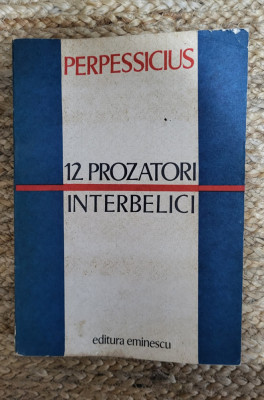 PERPESSICIUS
12 PROZATORI
INTERBELICI
editura eminescu